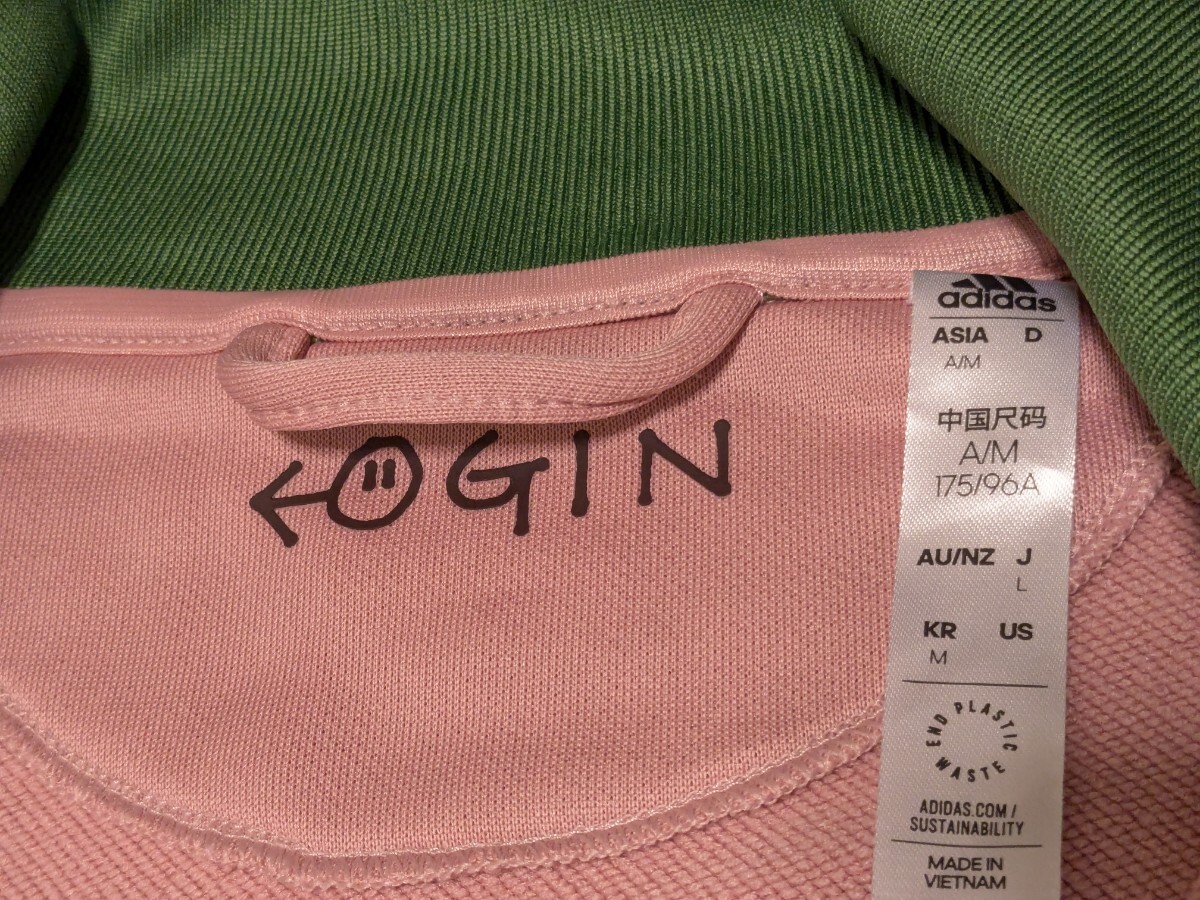 ←OGIN
adidas
ASIA D
A/M
中国尺码
A/M
175/96A
AU/NZ J
L
KR US
M
END PLASTIC WASTE
ADIDAS.COM/
SUSTAINABILITY
MADE IN
VIETNAM